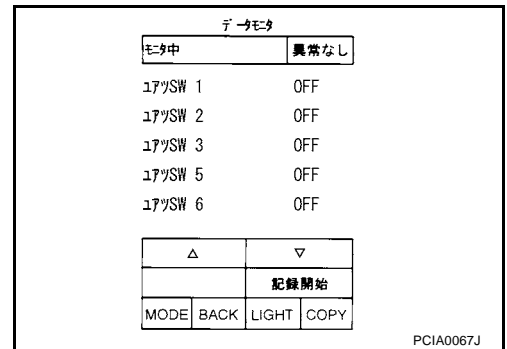 ﾃﾞｰﾀﾓﾆﾀ
ﾓﾆﾀ中 異常なし
ﾕｱﾂSW 1 OFF
ﾕｱﾂSW 2 OFF
ﾕｱﾂSW 3 OFF
ﾕｱﾂSW 5 OFF
ﾕｱﾂSW 6 OFF
△ ▽
記録開始
MODE BACK LIGHT COPY
PCIA0067J